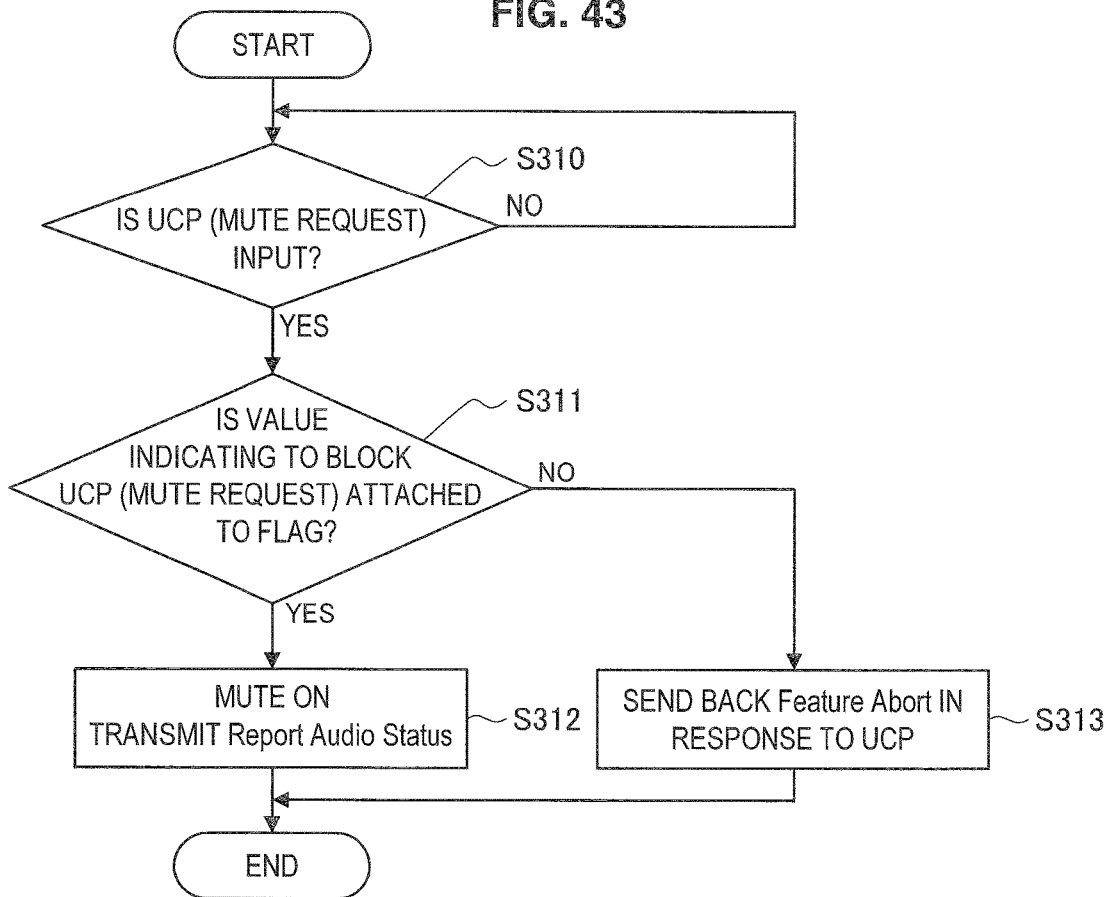 FIG. 43
START
S310
IS UCP (MUTE REQUEST)
INPUT?
NO
YES
S311
IS VALUE
INDICATING TO BLOCK
UCP (MUTE REQUEST) ATTACHED
TO FLAG?
NO
YES
MUTE ON
TRANSMIT Report Audio Status
S312
SEND BACK Feature Abort IN
RESPONSE TO UCP
S313
END